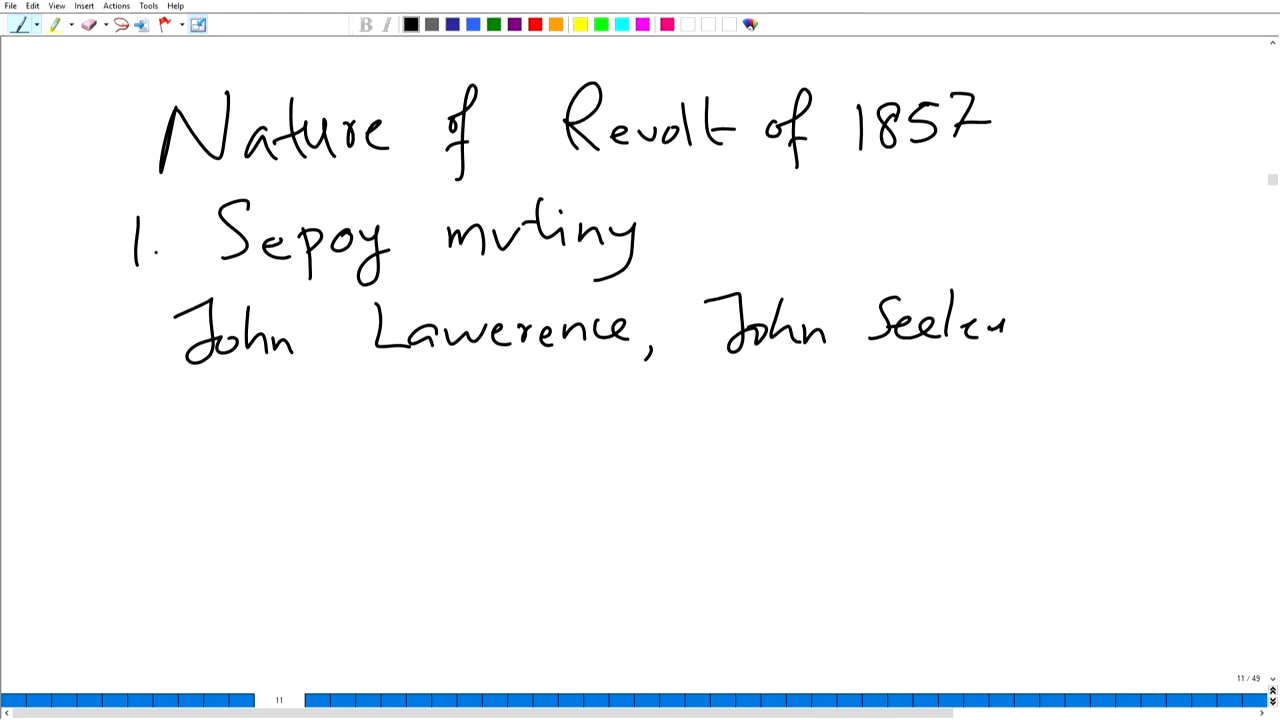 File Edit View Insert Actions Tools Help
B I
Nature of Revolt of 1857
1. Sepoy mutiny
John Lawerence, John
11 / 49
11